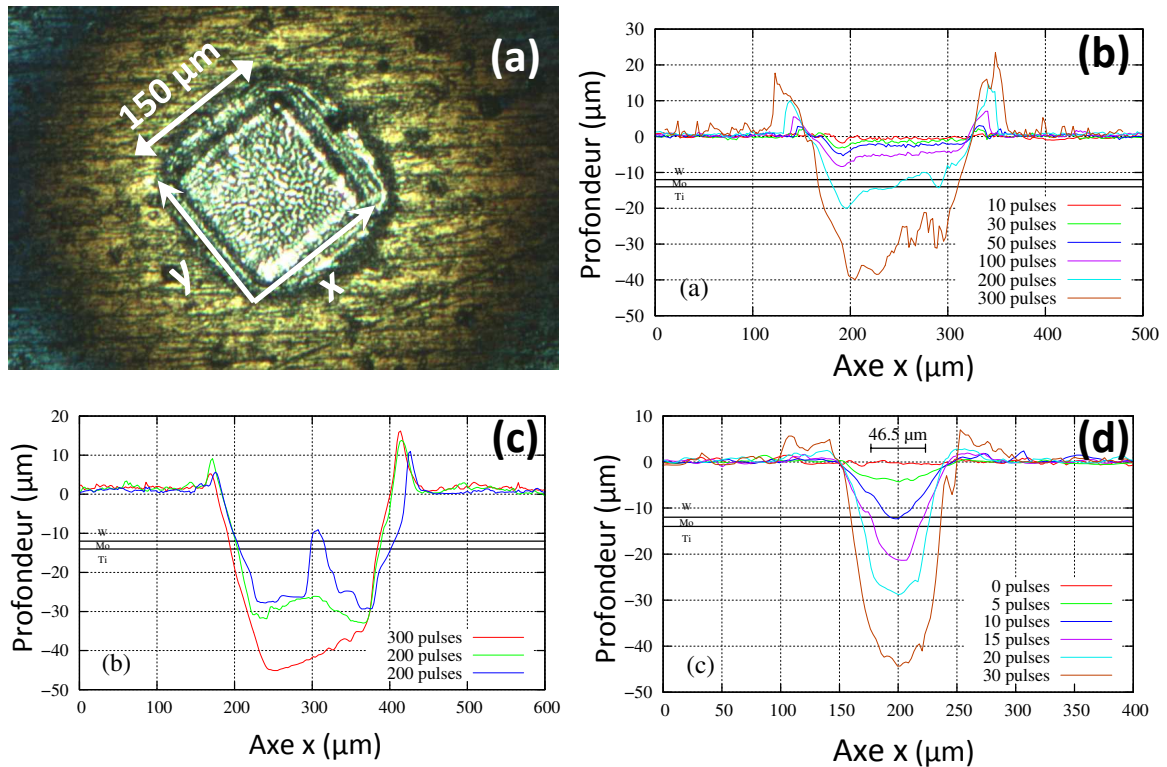 (a)
150 µm
y
x
(b)
Profondeur (µm)
30
20
10
0
−10
−20
−30
−40
−50
W
Mo
Ti
10 pulses
30 pulses
50 pulses
100 pulses
200 pulses
300 pulses
(a)
0 100 200 300 400 500
Axe x (µm)
(c)
Profondeur (µm)
20
10
0
−10
−20
−30
−40
−50
W
Mo
Ti
300 pulses
200 pulses
200 pulses
(b)
0 100 200 300 400 500 600
Axe x (µm)
(d)
Profondeur (µm)
10
0
−10
−20
−30
−40
−50
46.5 µm
W
Mo
Ti
0 pulses
5 pulses
10 pulses
15 pulses
20 pulses
30 pulses
(c)
0 50 100 150 200 250 300 350 400
Axe x (µm)